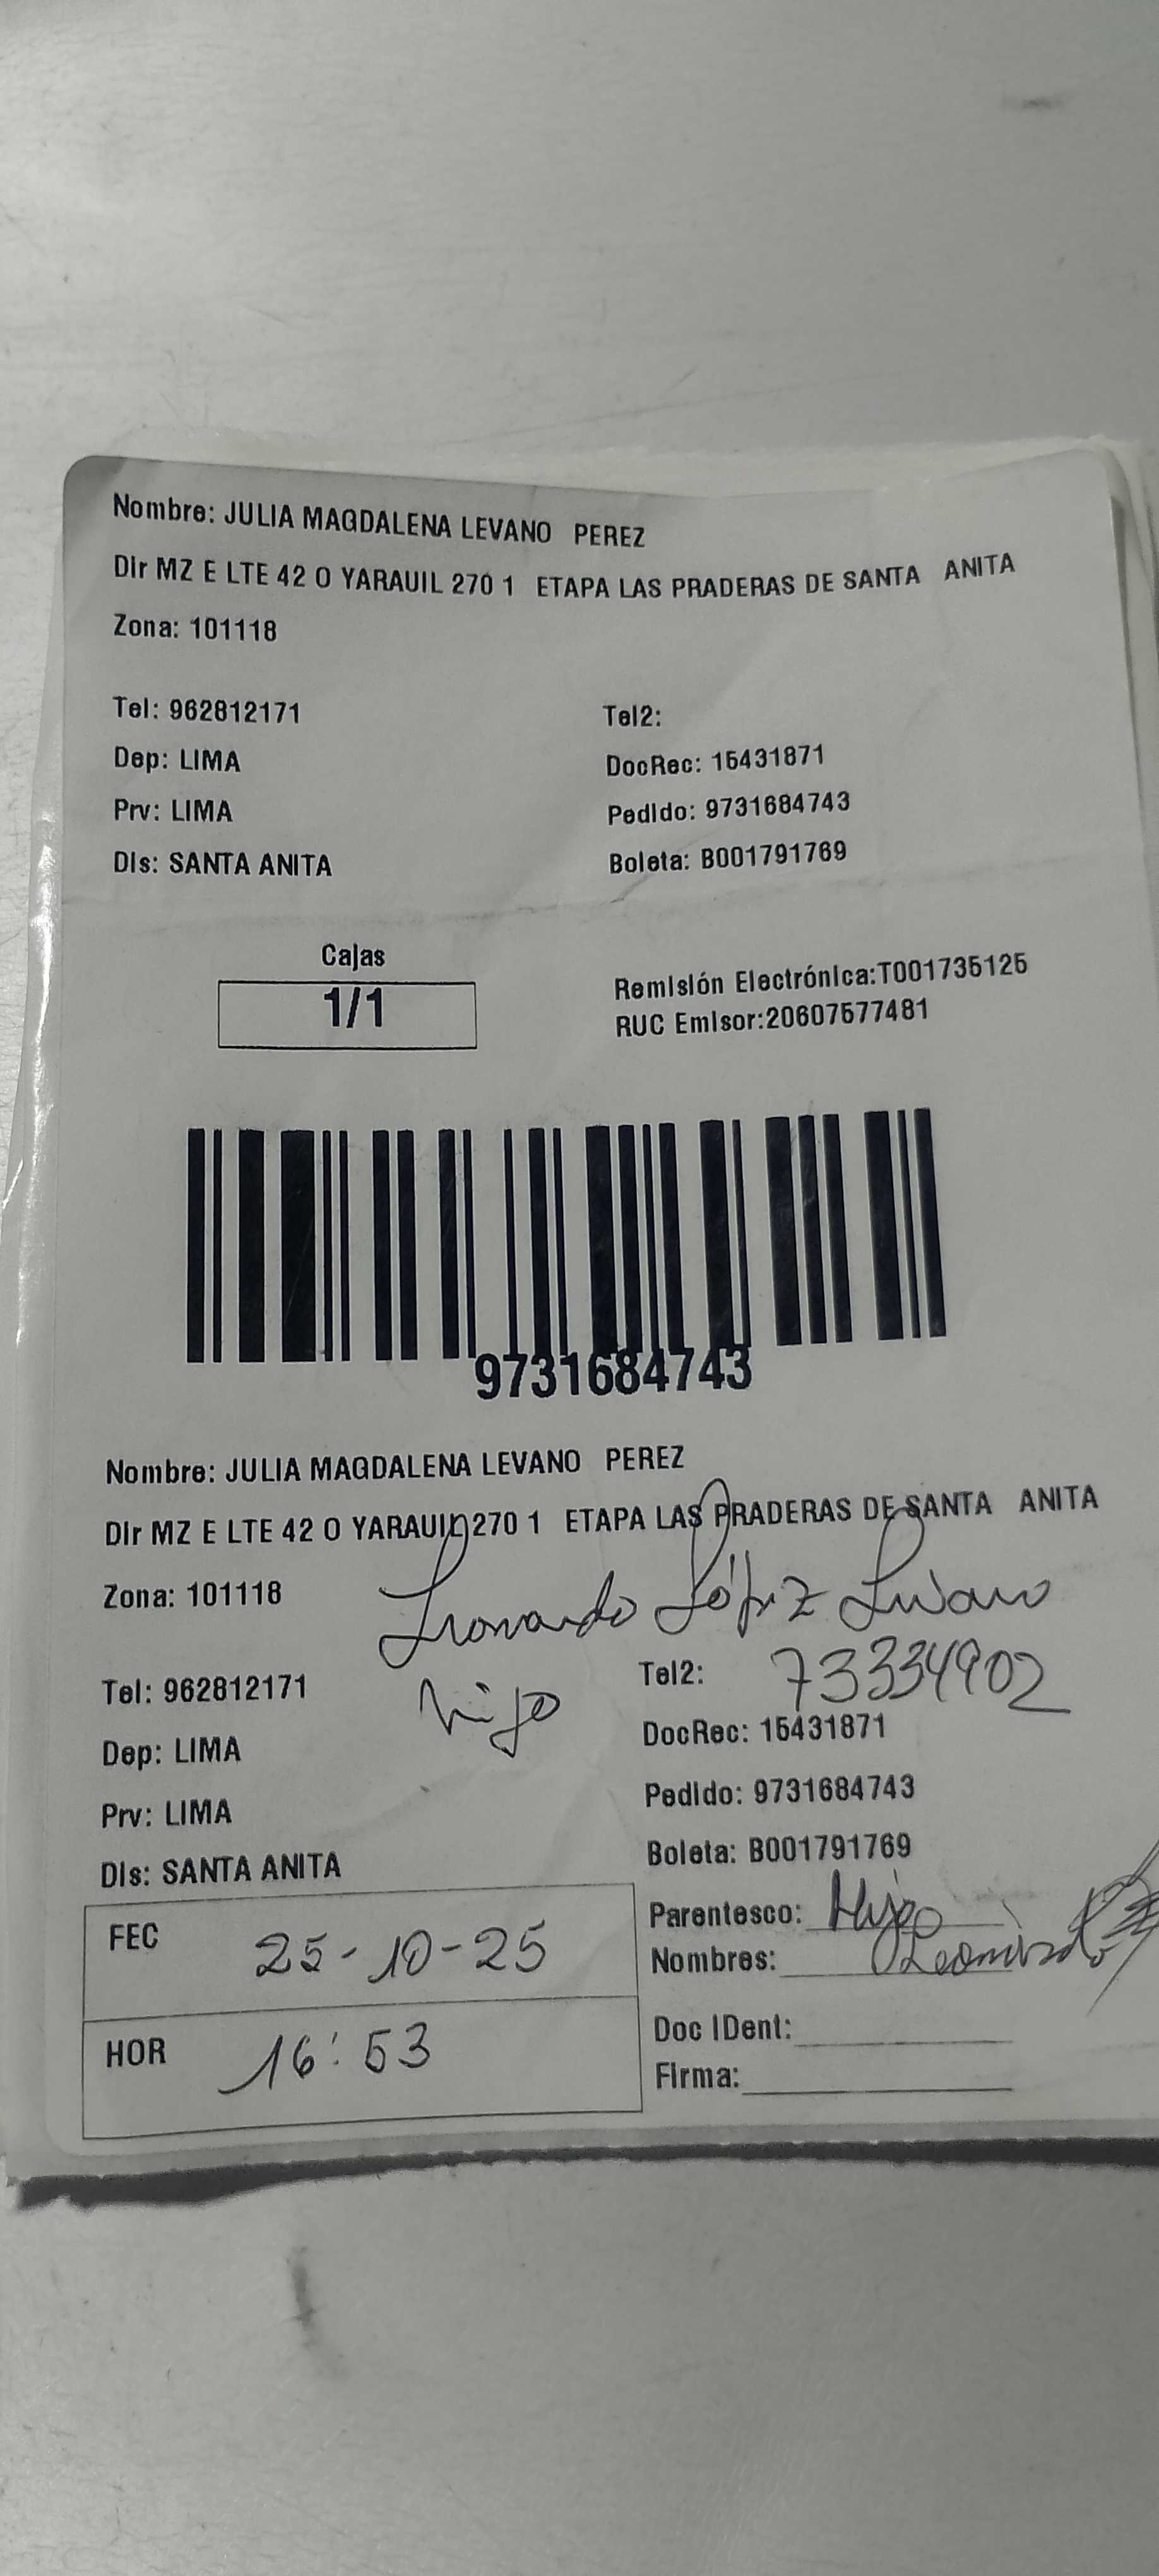 Nombre: JULIA MAGDALENA LEVANO PEREZ
Dir MZ E LTE 42 O YARAUIL 270 1 ETAPA LAS PRADERAS DE SANTA ANITA
Zona: 101118
Tel: 962812171 Tel2:
Dep: LIMA DocRec: 15431871
Prv: LIMA Pedido: 9731684743
Dis: SANTA ANITA Boleta: B001791769
Cajas
1/1
Remisión Electrónica:T001735125
RUC Emisor:20607577481
9731684743
Nombre: JULIA MAGDALENA LEVANO PEREZ
Dir MZ E LTE 42 O YARAUIL 270 1 ETAPA LAS PRADERAS DE SANTA ANITA
Zona: 101118 Leonardo López Levano
Tel: 962812171 hijo Tel2: 73334902
DocRec: 15431871
Dep: LIMA
Pedido: 9731684743
Prv: LIMA
Boleta: B001791769
Dis: SANTA ANITA
Parentesco: Hijo
FEC 25-10-25
Nombres: Leonardo
HOR 16:53
Doc IDent:
Firma: